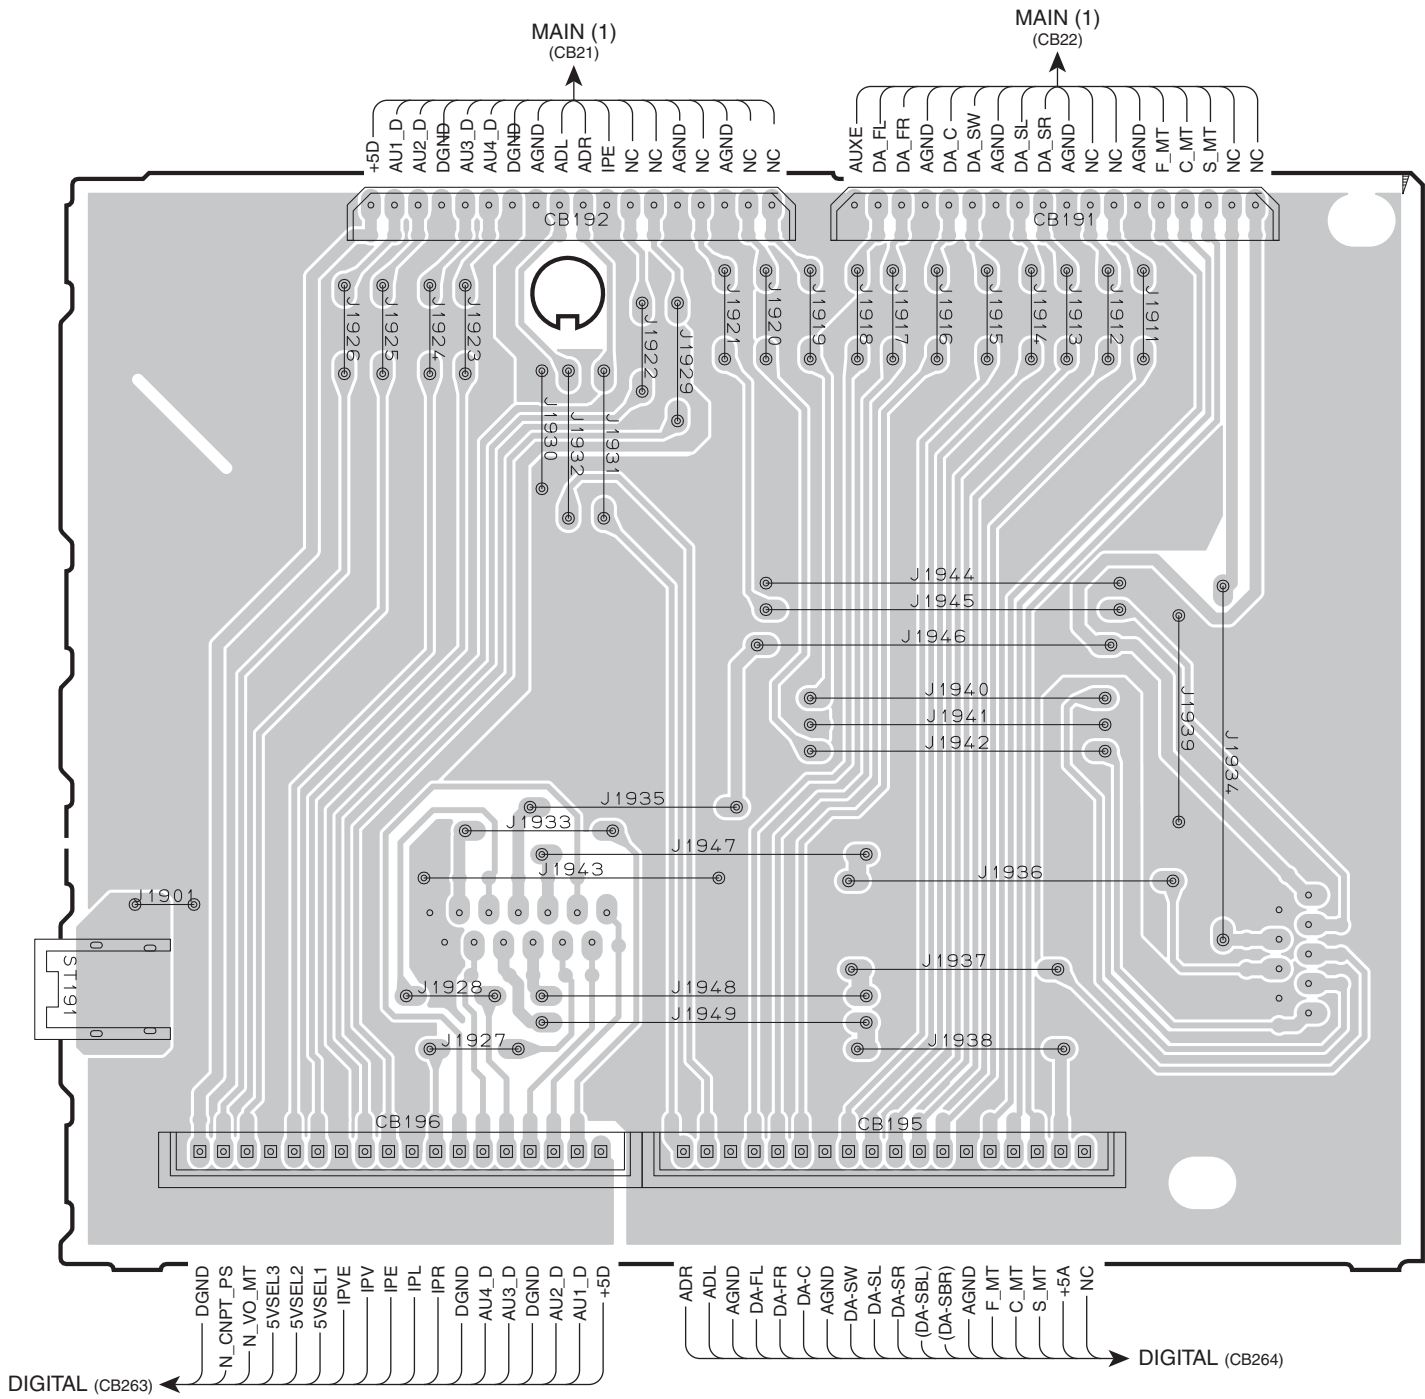 MAIN (1)
(CB21)
MAIN (1)
(CB22)
+5D
AU1_D
AU2_D
DGND
AU3_D
AU4_D
DGND
AGND
ADL
ADR
IPE
NC
NC
AGND
NC
AGND
NC
NC
AUXE
DA_FL
DA_FR
AGND
DA_C
DA_SW
AGND
DA_SL
DA_SR
AGND
NC
NC
AGND
F_MT
C_MT
S_MT
NC
NC
CB192
CB191
J1926
J1925
J1924
J1923
J1922
J1929
J1921
J1920
J1919
J1918
J1917
J1916
J1915
J1914
J1913
J1912
J1911
J1930
J1932
J1931
J1944
J1945
J1946
J1940
J1941
J1942
J1939
J1934
J1935
J1933
J1947
J1943
J1936
J1901
ST191
J1937
J1928
J1948
J1949
J1927
J1938
CB196
CB195
DGND
N_CNPT_PS
N_VO_MT
5VSEL3
5VSEL2
5VSEL1
IPVE
IPV
IPE
IPL
IPR
DGND
AU4_D
AU3_D
DGND
AU2_D
AU1_D
+5D
ADR
ADL
AGND
DA-FL
DA-FR
DA-C
AGND
DA-SW
DA-SL
DA-SR
(DA-SBL)
(DA-SBR)
AGND
F_MT
C_MT
S_MT
+5A
NC
DIGITAL (CB263)
DIGITAL (CB264)